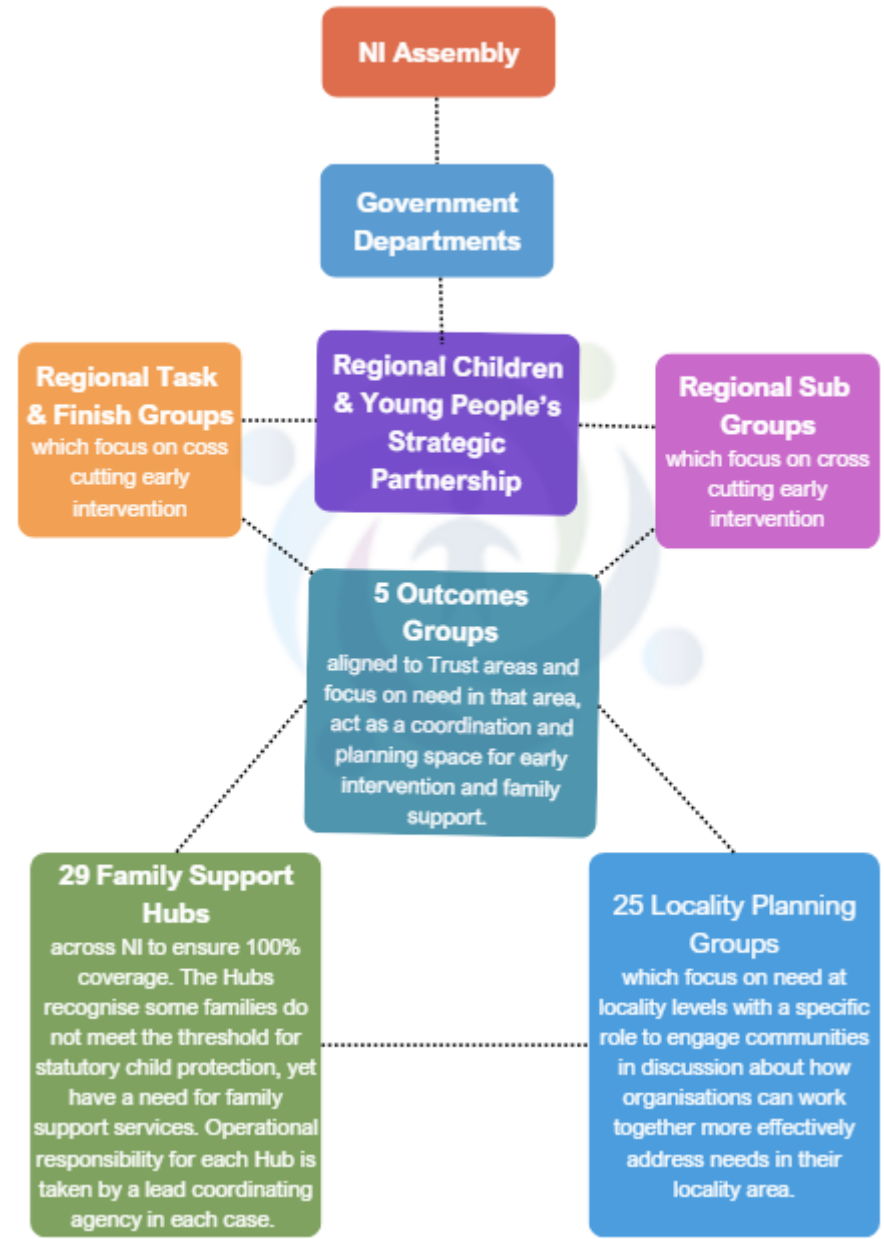 NI Assembly
Government
Departments
Regional Task
& Finish Groups
which focus on coss
cutting early
intervention
Regional Children
& Young People's
Strategic
Partnership
Regional Sub
Groups
which focus on cross
cutting early
intervention
5 Outcomes
Groups
aligned to Trust areas and
focus on need in that area,
act as a coordination and
planning space for early
intervention and family
support.
29 Family Support
Hubs
across NI to ensure 100%
coverage. The Hubs
recognise some families do
not meet the threshold for
statutory child protection, yet
have a need for family
support services. Operational
responsibility for each Hub is
taken by a lead coordinating
agency in each case.
25 Locality Planning
Groups
which focus on need at
locality levels with a specific
role to engage communities
in discussion about how
organisations can work
together more effectively
address needs in their
locality area.